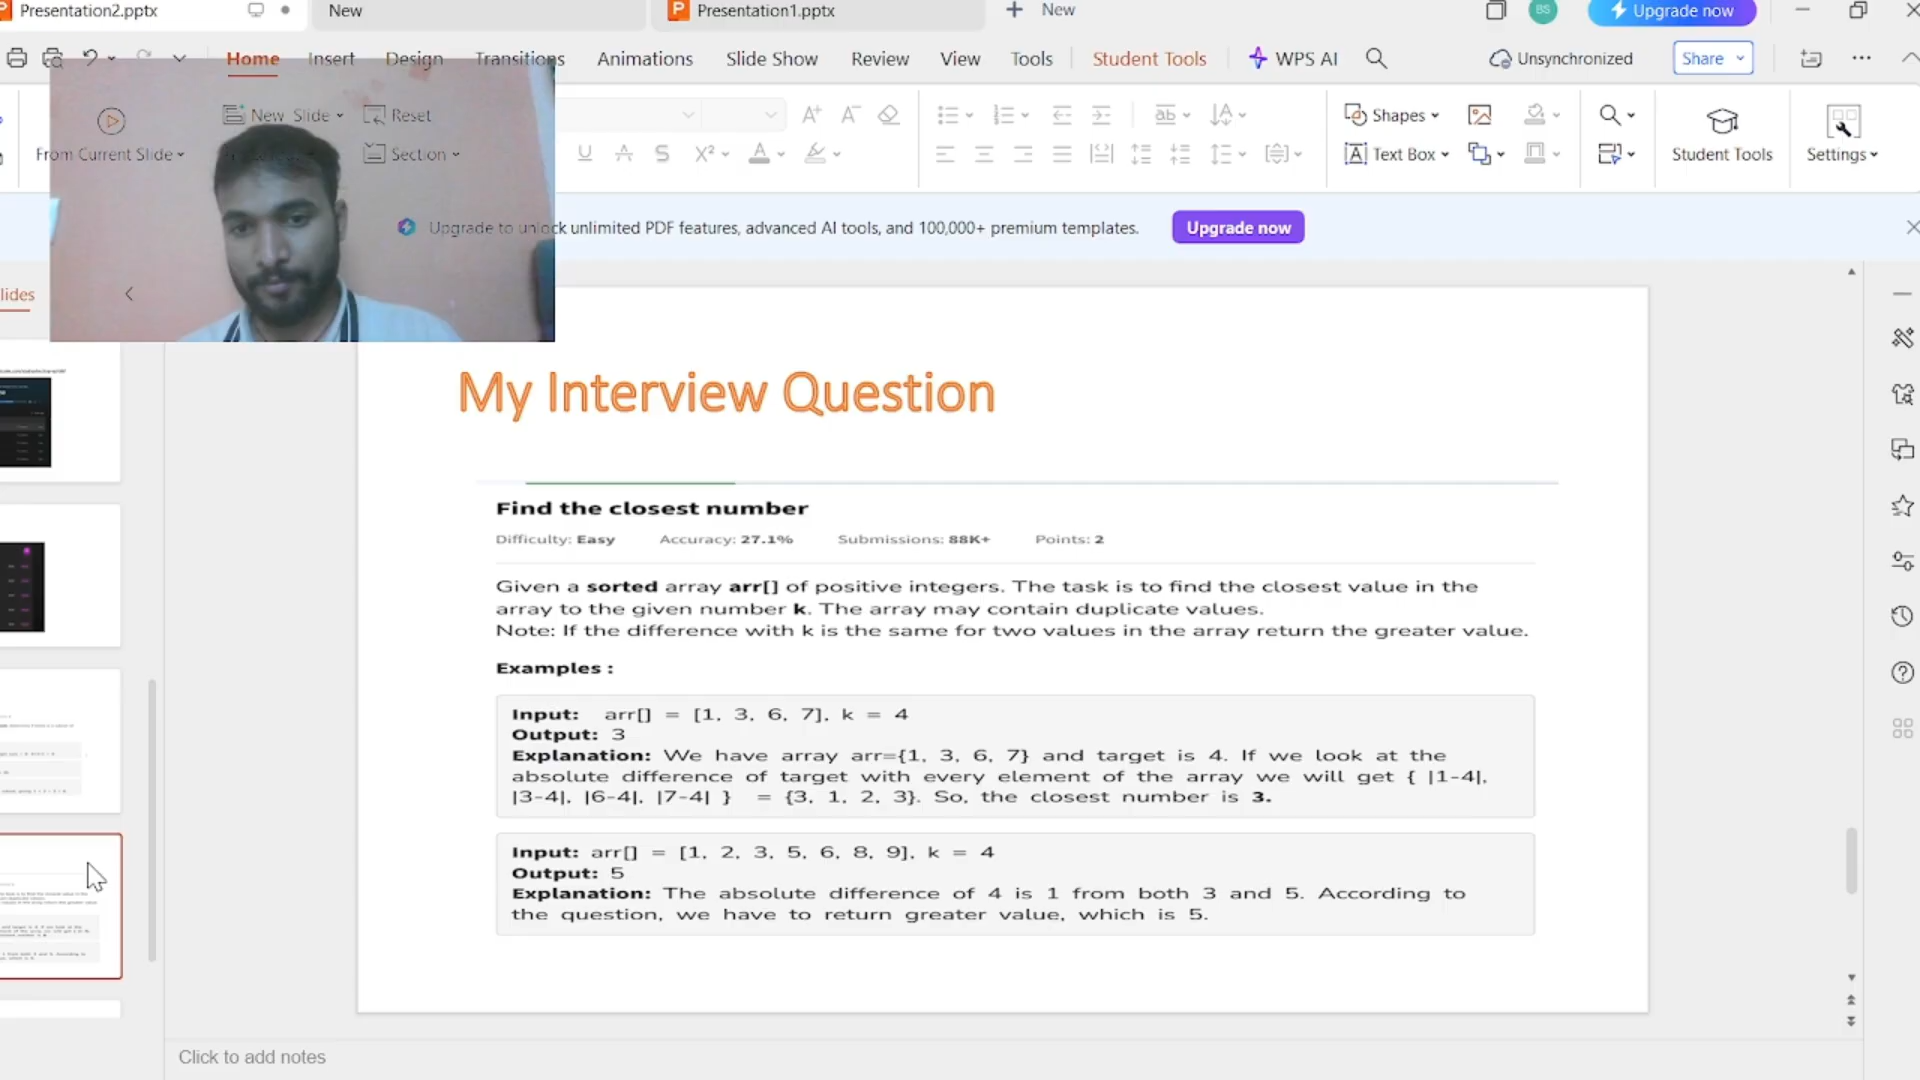 Presentation2.pptx
New
Presentation1.pptx
New
BS
Upgrade now
Home
Insert
Design
Transitions
Animations
Slide Show
Review
View
Tools
Student Tools
WPS AI
Unsynchronized
Share
From Current Slide
New Slide
Reset
Section
Shapes
Text Box
Student Tools
Settings
Upgrade to unlock unlimited PDF features, advanced AI tools, and 100,000+ premium templates.
Upgrade now
lides
My Interview Question
Find the closest number
Difficulty: Easy Accuracy: 27.1% Submissions: 88K+ Points: 2
Given a sorted array arr[] of positive integers. The task is to find the closest value in the
array to the given number k. The array may contain duplicate values.
Note: If the difference with k is the same for two values in the array return the greater value.
Examples :
Input: arr[] = [1, 3, 6, 7], k = 4
Output: 3
Explanation: We have array arr={1, 3, 6, 7} and target is 4. If we look at the
absolute difference of target with every element of the array we will get { |1-4|,
|3-4|, |6-4|, |7-4| } = {3, 1, 2, 3}. So, the closest number is 3.
Input: arr[] = [1, 2, 3, 5, 6, 8, 9], k = 4
Output: 5
Explanation: The absolute difference of 4 is 1 from both 3 and 5. According to
the question, we have to return greater value, which is 5.
Click to add notes